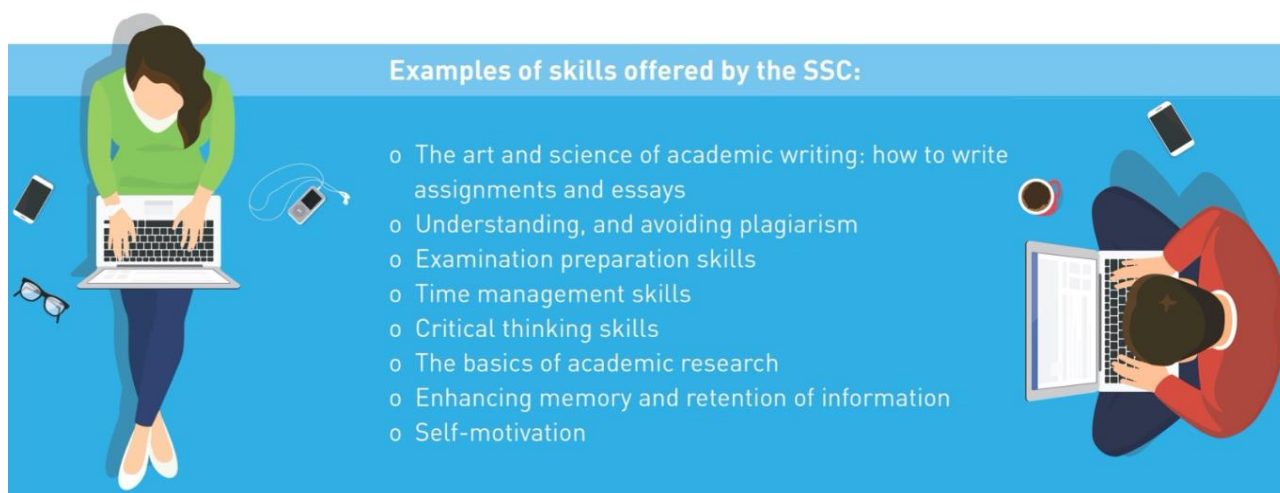 Examples of skills offered by the SSC:
o The art and science of academic writing: how to write
assignments and essays
o Understanding, and avoiding plagiarism
o Examination preparation skills
o Time management skills
o Critical thinking skills
o The basics of academic research
o Enhancing memory and retention of information
o Self-motivation